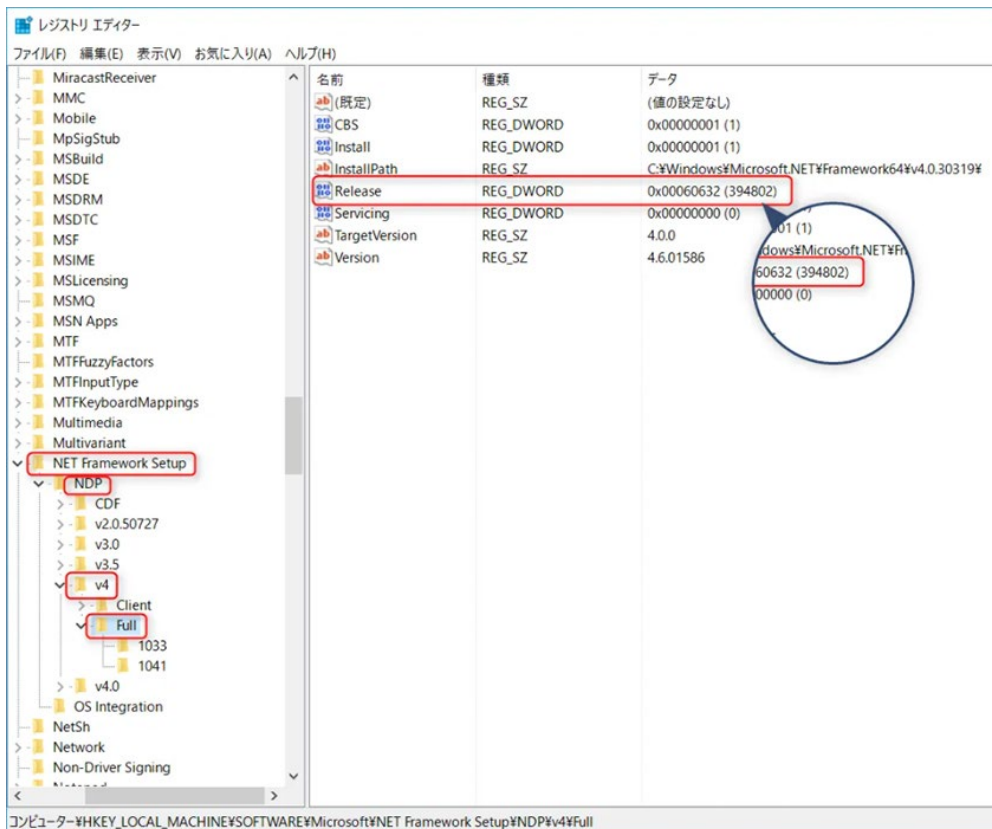 レジストリ エディター
ファイル(F) 編集(E) 表示(V) お気に入り(A) ヘルプ(H)
MiracastReceiver
MMC
Mobile
MpSigStub
MSBuild
MSDE
MSDRM
MSDTC
MSF
MSIME
MSLicensing
MSMQ
MSN Apps
MTF
MTFFuzzyFactors
MTFInputType
MTFKeyboardMappings
Multimedia
Multivariant
NET Framework Setup
NDP
CDF
v2.0.50727
v3.0
v3.5
v4
Client
Full
1033
1041
v4.0
OS Integration
NetSh
Network
Non-Driver Signing
名前 種類 データ
(既定) REG_SZ (値の設定なし)
CBS REG_DWORD 0x00000001 (1)
Install REG_DWORD 0x00000001 (1)
InstallPath REG_SZ C:¥Windows¥Microsoft.NET¥Framework64¥v4.0.30319¥
Release REG_DWORD 0x00060632 (394802)
Servicing REG_DWORD 0x00000000 (0)
TargetVersion REG_SZ 4.0.0
Version REG_SZ 4.6.01586
01 (1)
dows¥Microsoft.NET¥Fr
60632 (394802)
00000 (0)
コンピューター¥HKEY_LOCAL_MACHINE¥SOFTWARE¥Microsoft¥NET Framework Setup¥NDP¥v4¥Full